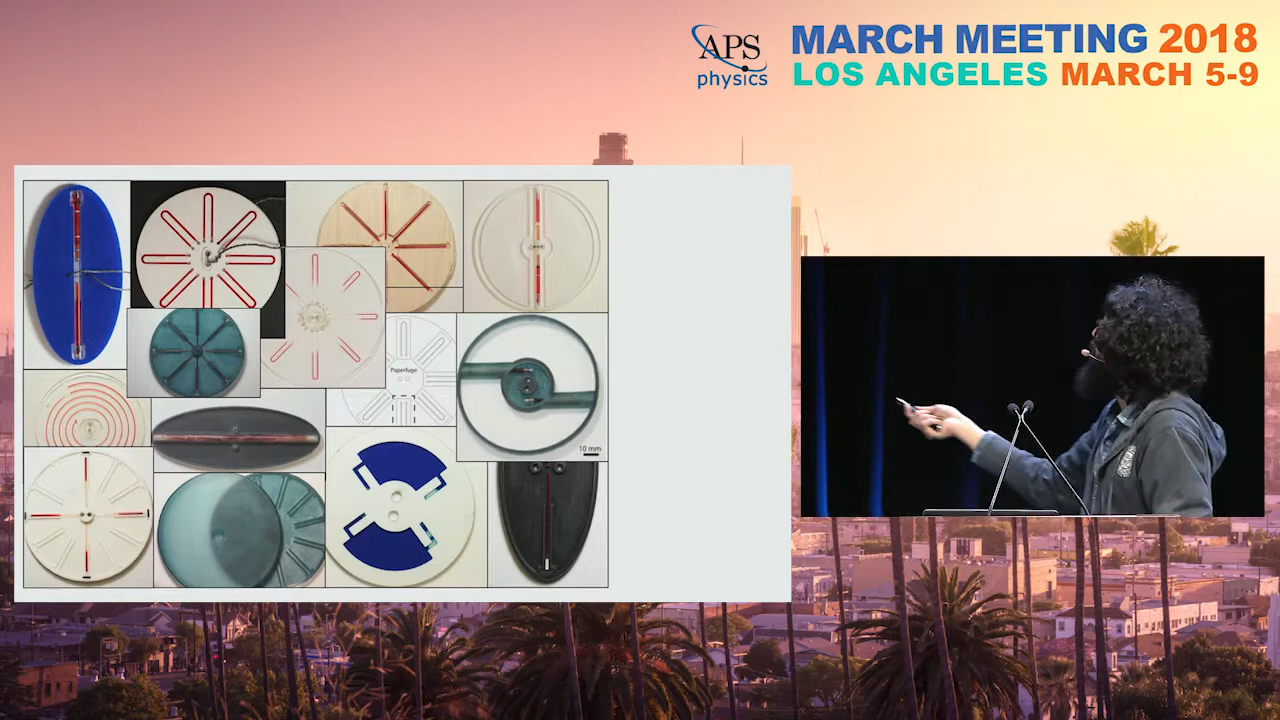 APS
physics
MARCH MEETING 2018
LOS ANGELES MARCH 5-9
Paperfuge
10 mm